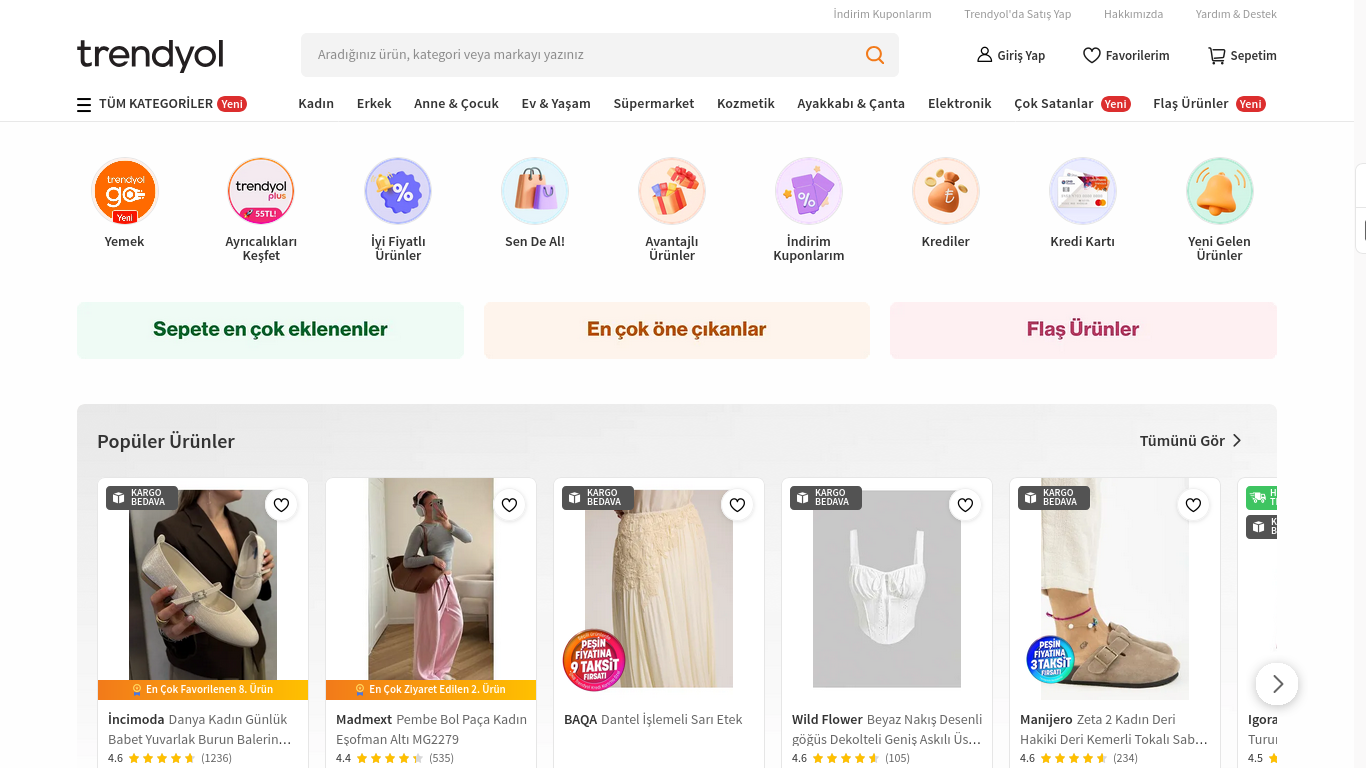 İndirim Kuponlarım Trendyol'da Satış Yap Hakkımızda Yardım & Destek
trendyol
Aradığınız ürün, kategori veya markayı yazınız
Giriş Yap Favorilerim Sepetim
TÜM KATEGORİLER Yeni Kadın Erkek Anne & Çocuk Ev & Yaşam Süpermarket Kozmetik Ayakkabı & Çanta Elektronik Çok Satanlar Yeni Flaş Ürünler Yeni
trendyol
go
Yeni
Yemek
trendyol
plus
55TL!
Ayrıcalıkları
Keşfet
%
İyi Fiyatlı
Ürünler
Sen De Al!
Avantajlı
Ürünler
%
İndirim
Kuponlarım
₺
Krediler
Kredi Kartı
Yeni Gelen
Ürünler
Sepete en çok eklenenler
En çok öne çıkanlar
Flaş Ürünler
Popüler Ürünler
Tümünü Gör
KARGO
BEDAVA
En Çok Favorilenen 8. Ürün
İncimoda Danya Kadın Günlük
Babet Yuvarlak Burun Balerin...
4.6 (1236)
En Çok Ziyaret Edilen 2. Ürün
Madmext Pembe Bol Paça Kadın
Eşofman Altı MG2279
4.4 (535)
KARGO
BEDAVA
PEŞİN
FİYATINA
9 TAKSİT
FIRSATI
BAQA Dantel İşlemeli Sarı Etek
KARGO
BEDAVA
Wild Flower Beyaz Nakış Desenli
göğüs Dekolteli Geniş Askılı Üs...
4.6 (105)
KARGO
BEDAVA
PEŞİN
FİYATINA
3 TAKSİT
FIRSATI
Manijero Zeta 2 Kadın Deri
Hakiki Deri Kemerli Tokalı Sab...
4.6 (234)
Igora
4.5